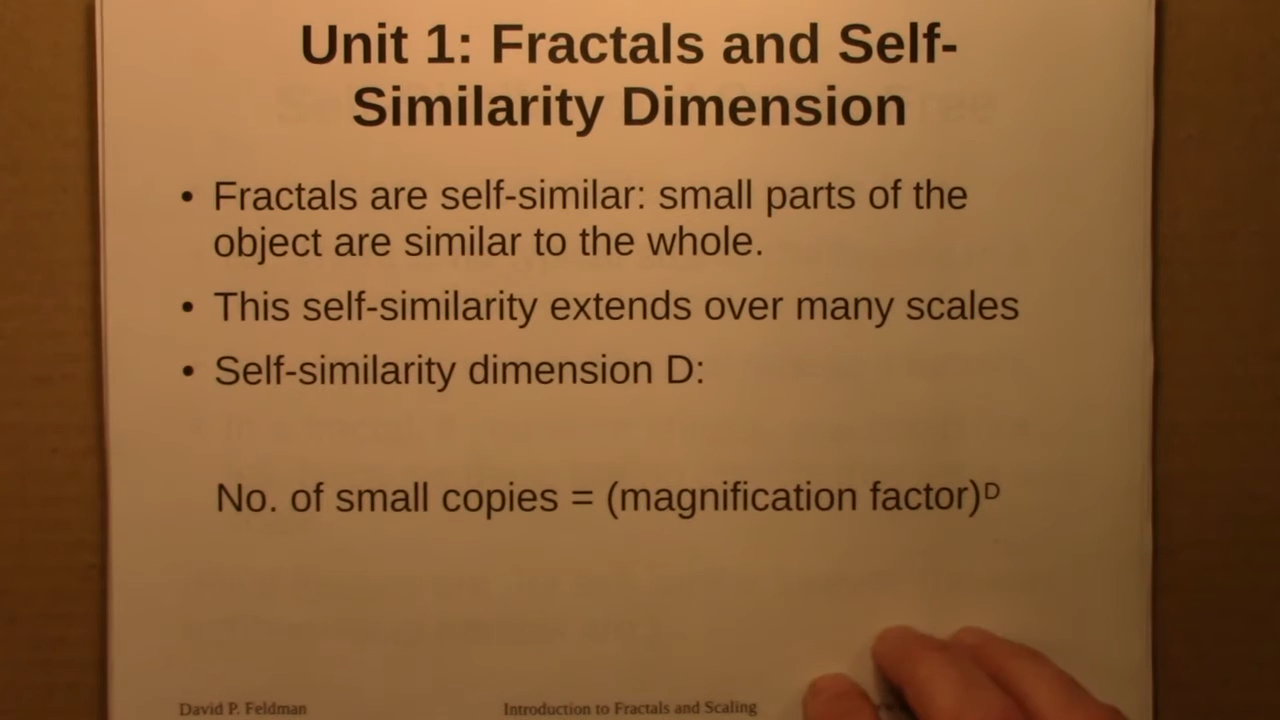 Unit 1: Fractals and Self-
Similarity Dimension
• Fractals are self-similar: small parts of the
object are similar to the whole.
• This self-similarity extends over many scales
• Self-similarity dimension D:
No. of small copies = (magnification factor)ᴰ
David P. Feldman
Introduction to Fractals and Scaling